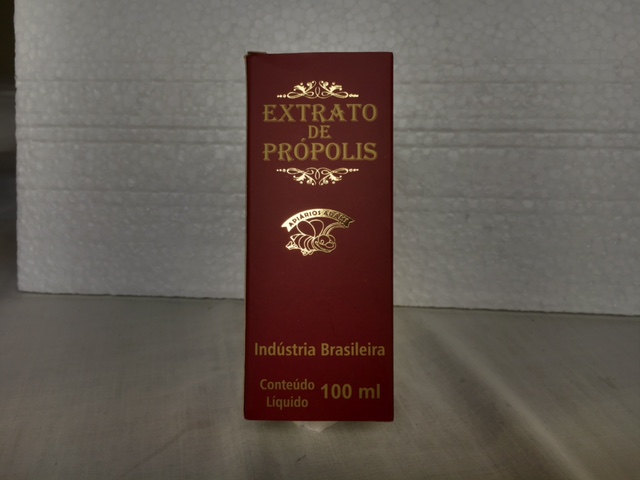 EXTRATO
DE
PRÓPOLIS
APIÁRIOS
Indústria Brasileira
Conteúdo
Líquido
100 ml